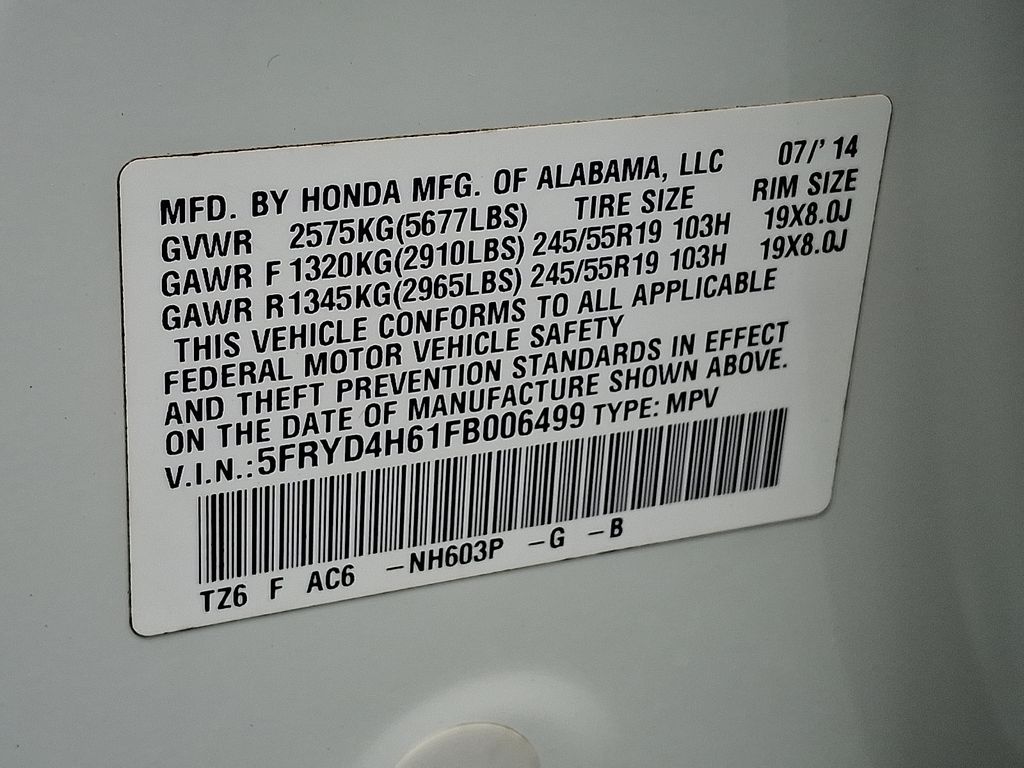 MFD. BY HONDA MFG. OF ALABAMA, LLC 07/' 14
GVWR 2575KG(5677LBS) TIRE SIZE RIM SIZE
GAWR F 1320KG(2910LBS) 245/55R19 103H 19X8.0J
GAWR R 1345KG(2965LBS) 245/55R19 103H 19X8.0J
THIS VEHICLE CONFORMS TO ALL APPLICABLE
FEDERAL MOTOR VEHICLE SAFETY
AND THEFT PREVENTION STANDARDS IN EFFECT
ON THE DATE OF MANUFACTURE SHOWN ABOVE.
V.I.N.: 5FRYD4H61FB006499 TYPE: MPV
TZ6 F AC6 –NH603P –G –B